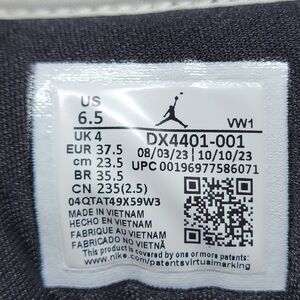 US
6.5
VW1
UK 4 DX4401-001
EUR 37.5 08/03/23 | 10/10/23
cm 23.5 UPC 00196977586071
BR 35.5
CN 235(2.5)
04QTAT49X59W3
MADE IN VIETNAM
HECHO EN VIETNAM
FABRIQUE AU VIETNAM
FABRICADO NO VIETNÃ
This product is covered by one or more patents:
www.nike.com/patentsvirtualmarking